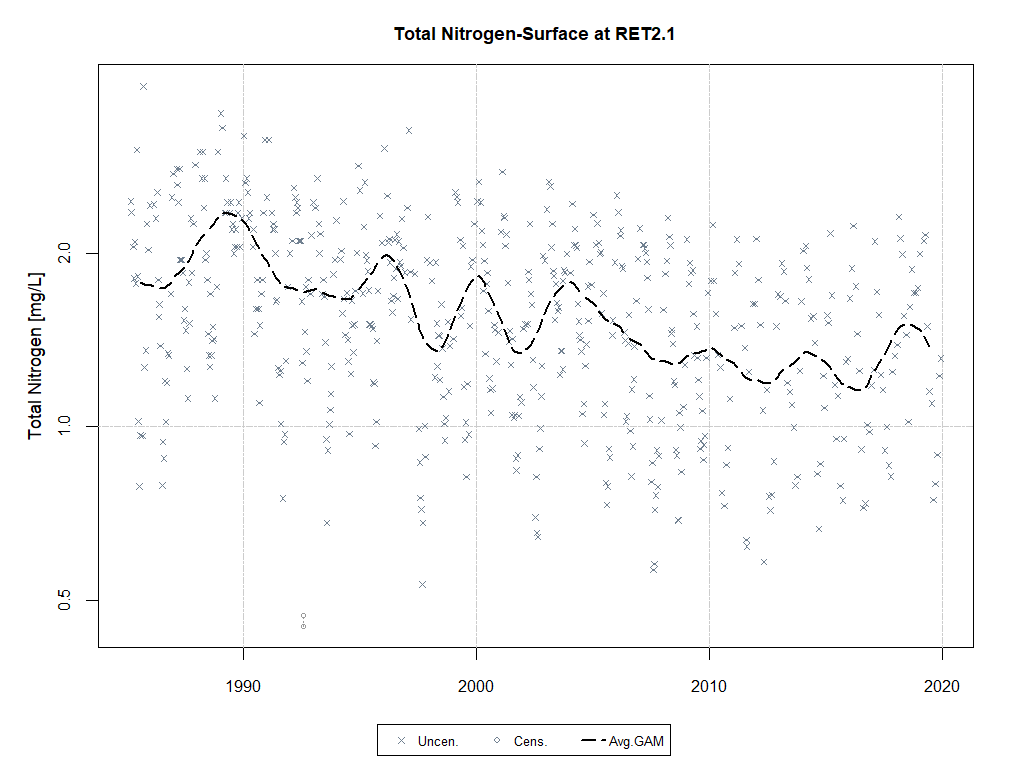 Total Nitrogen-Surface at RET2.1
Total Nitrogen [mg/L]
2.0
1.0
0.5
1990 2000 2010 2020
Uncen. Cens. Avg.GAM